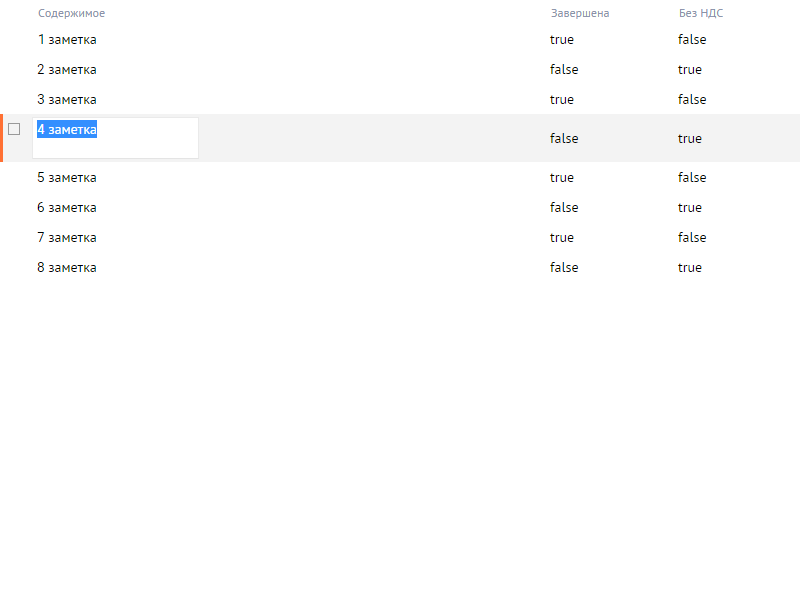 Содержимое Завершена Без НДС
1 заметка true false
2 заметка false true
3 заметка true false
4 заметка false true
5 заметка true false
6 заметка false true
7 заметка true false
8 заметка false true